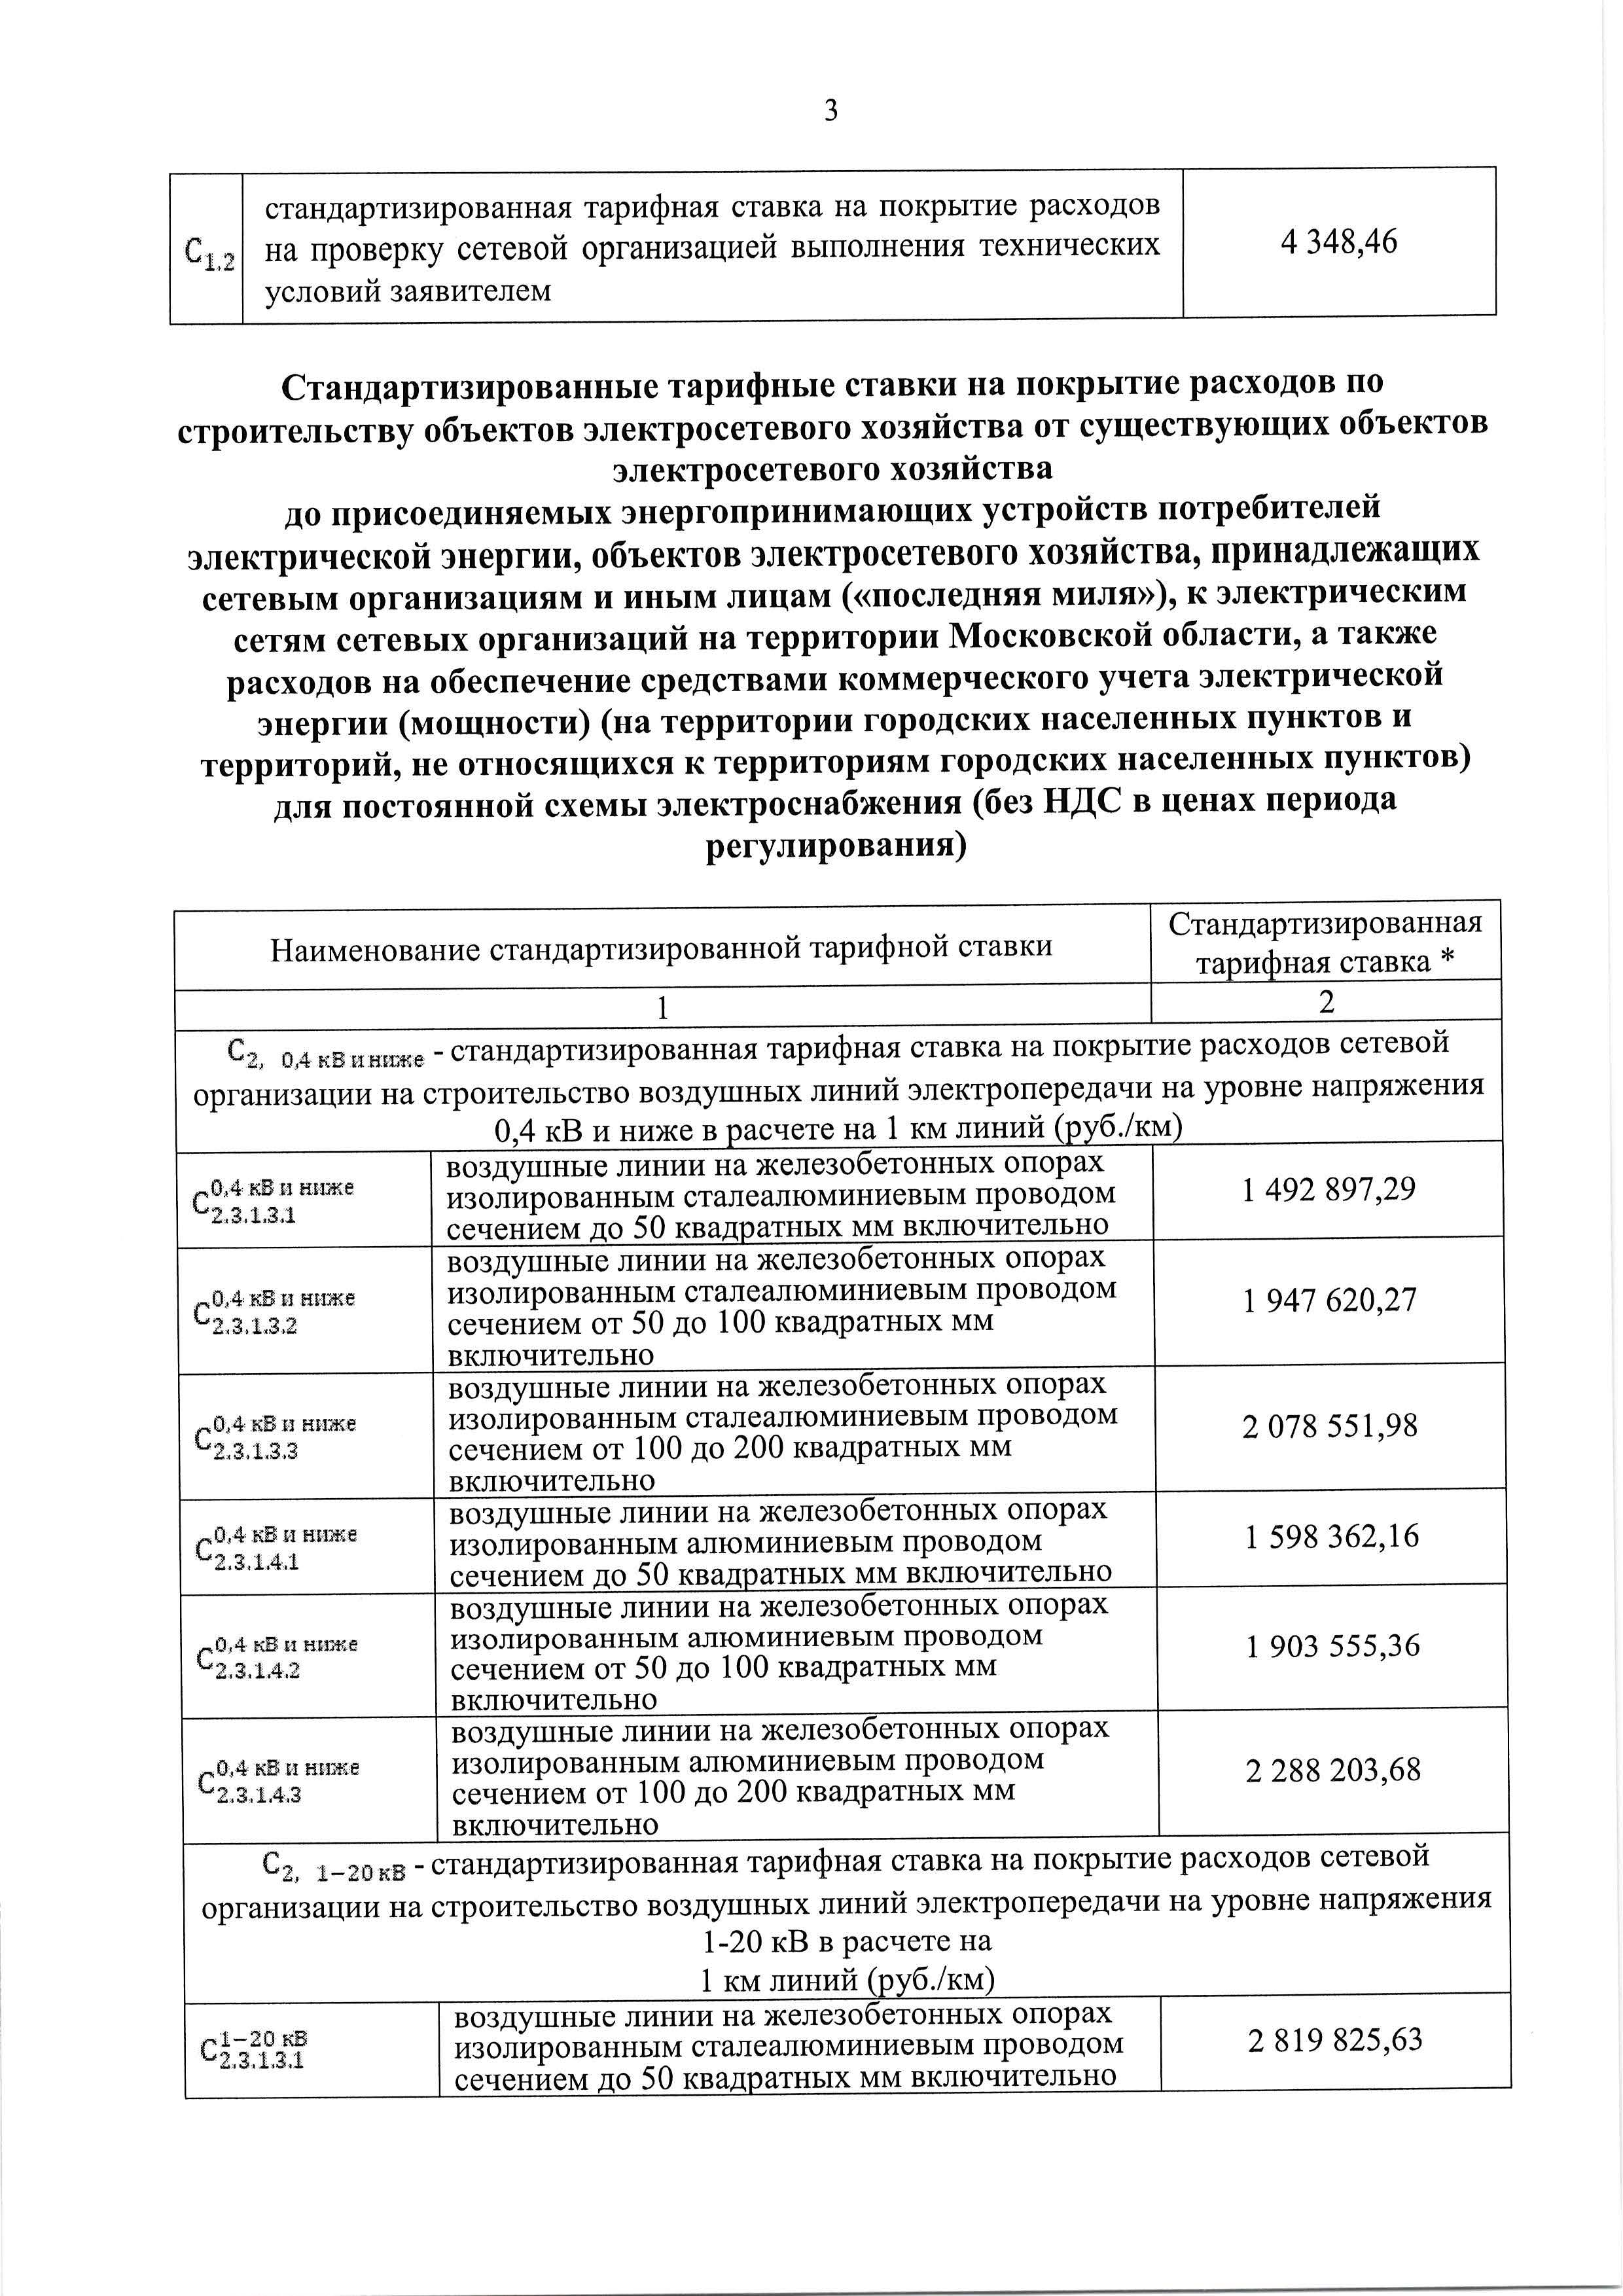 3
С1.2
стандартизированная тарифная ставка на покрытие расходов
на проверку сетевой организацией выполнения технических
условий заявителем
4 348,46
Стандартизированные тарифные ставки на покрытие расходов по
строительству объектов электросетевого хозяйства от существующих объектов
электросетевого хозяйства
до присоединяемых энергопринимающих устройств потребителей
электрической энергии, объектов электросетевого хозяйства, принадлежащих
сетевым организациям и иным лицам («последняя миля»), к электрическим
сетям сетевых организаций на территории Московской области, а также
расходов на обеспечение средствами коммерческого учета электрической
энергии (мощности) (на территории городских населенных пунктов и
территорий, не относящихся к территориям городских населенных пунктов)
для постоянной схемы электроснабжения (без НДС в ценах периода
регулирования)
Наименование стандартизированной тарифной ставки
Стандартизированная
тарифная ставка *
1
2
С2, 0,4 кВ и ниже - стандартизированная тарифная ставка на покрытие расходов сетевой
организации на строительство воздушных линий электропередачи на уровне напряжения
0,4 кВ и ниже в расчете на 1 км линий (руб./км)
С 0,4 кВ и ниже 2.3.1.3.1
воздушные линии на железобетонных опорах
изолированным сталеалюминиевым проводом
сечением до 50 квадратных мм включительно
1 492 897,29
С 0,4 кВ и ниже 2.3.1.3.2
воздушные линии на железобетонных опорах
изолированным сталеалюминиевым проводом
сечением от 50 до 100 квадратных мм
включительно
1 947 620,27
С 0,4 кВ и ниже 2.3.1.3.3
воздушные линии на железобетонных опорах
изолированным сталеалюминиевым проводом
сечением от 100 до 200 квадратных мм
включительно
2 078 551,98
С 0,4 кВ и ниже 2.3.1.4.1
воздушные линии на железобетонных опорах
изолированным алюминиевым проводом
сечением до 50 квадратных мм включительно
1 598 362,16
С 0,4 кВ и ниже 2.3.1.4.2
воздушные линии на железобетонных опорах
изолированным алюминиевым проводом
сечением от 50 до 100 квадратных мм
включительно
1 903 555,36
С 0,4 кВ и ниже 2.3.1.4.3
воздушные линии на железобетонных опорах
изолированным алюминиевым проводом
сечением от 100 до 200 квадратных мм
включительно
2 288 203,68
С2, 1–20 кВ - стандартизированная тарифная ставка на покрытие расходов сетевой
организации на строительство воздушных линий электропередачи на уровне напряжения
1-20 кВ в расчете на
1 км линий (руб./км)
С 1–20 кВ 2.3.1.3.1
воздушные линии на железобетонных опорах
изолированным сталеалюминиевым проводом
сечением до 50 квадратных мм включительно
2 819 825,63